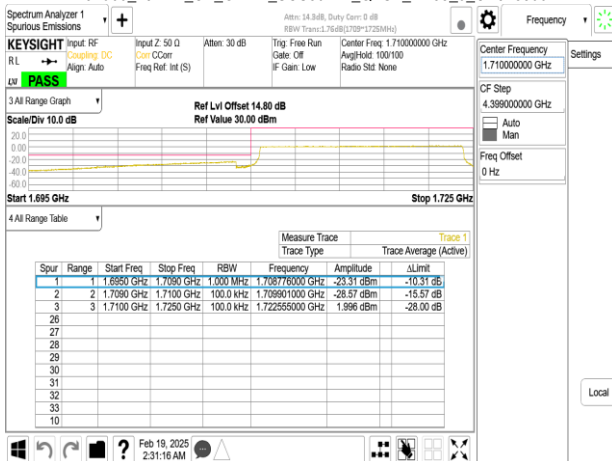 Spectrum Analyzer 1
Spurious Emissions
Attn: 14.8dB, Duty Corr: 0 dB
RBW Trans:1.76dB(1709~1725MHz)
Frequency
KEYSIGHT
RL
PASS
Input: RF
Coupling: DC
Align: Auto
Input Z: 50 Ω
Corr CCorr
Freq Ref: Int (S)
Atten: 30 dB
Trig: Free Run
Gate: Off
IF Gain: Low
Center Freq: 1.710000000 GHz
Avg|Hold: 100/100
Radio Std: None
Center Frequency
1.710000000 GHz
Settings
CF Step
4.399000000 GHz
Auto
Man
Freq Offset
0 Hz
3 All Range Graph
Scale/Div 10.0 dB
Ref Lvl Offset 14.80 dB
Ref Value 30.00 dBm
20.0
0.00
-20.0
-40.0
-60.0
Start 1.695 GHz
Stop 1.725 GHz
4 All Range Table
Measure Trace Trace 1
Trace Type Trace Average (Active)
Spur Range Start Freq Stop Freq RBW Frequency Amplitude ΔLimit
1 1 1.6950 GHz 1.7090 GHz 1.000 MHz 1.708776000 GHz -23.31 dBm -10.31 dB
2 2 1.7090 GHz 1.7100 GHz 100.0 kHz 1.709901000 GHz -28.57 dBm -15.57 dB
3 3 1.7100 GHz 1.7250 GHz 100.0 kHz 1.722555000 GHz 1.996 dBm -28.00 dB
26
27
28
29
30
31
32
33
10
Local
Feb 19, 2025
2:31:16 AM